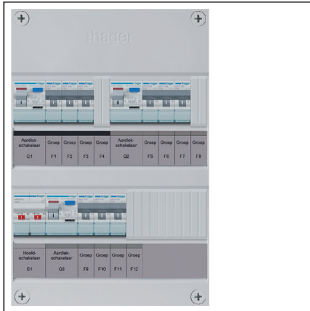 hager
Aardlek- schakelaar Groep Groep Groep Groep Aardlek- schakelaar Groep Groep Groep Groep
Q1 F1 F2 F3 F4 Q2 F5 F6 F7 F8
Hoofd- schakelaar Aardlek- schakelaar Groep Groep Groep Groep
Q3 F9 F10 F11 F12